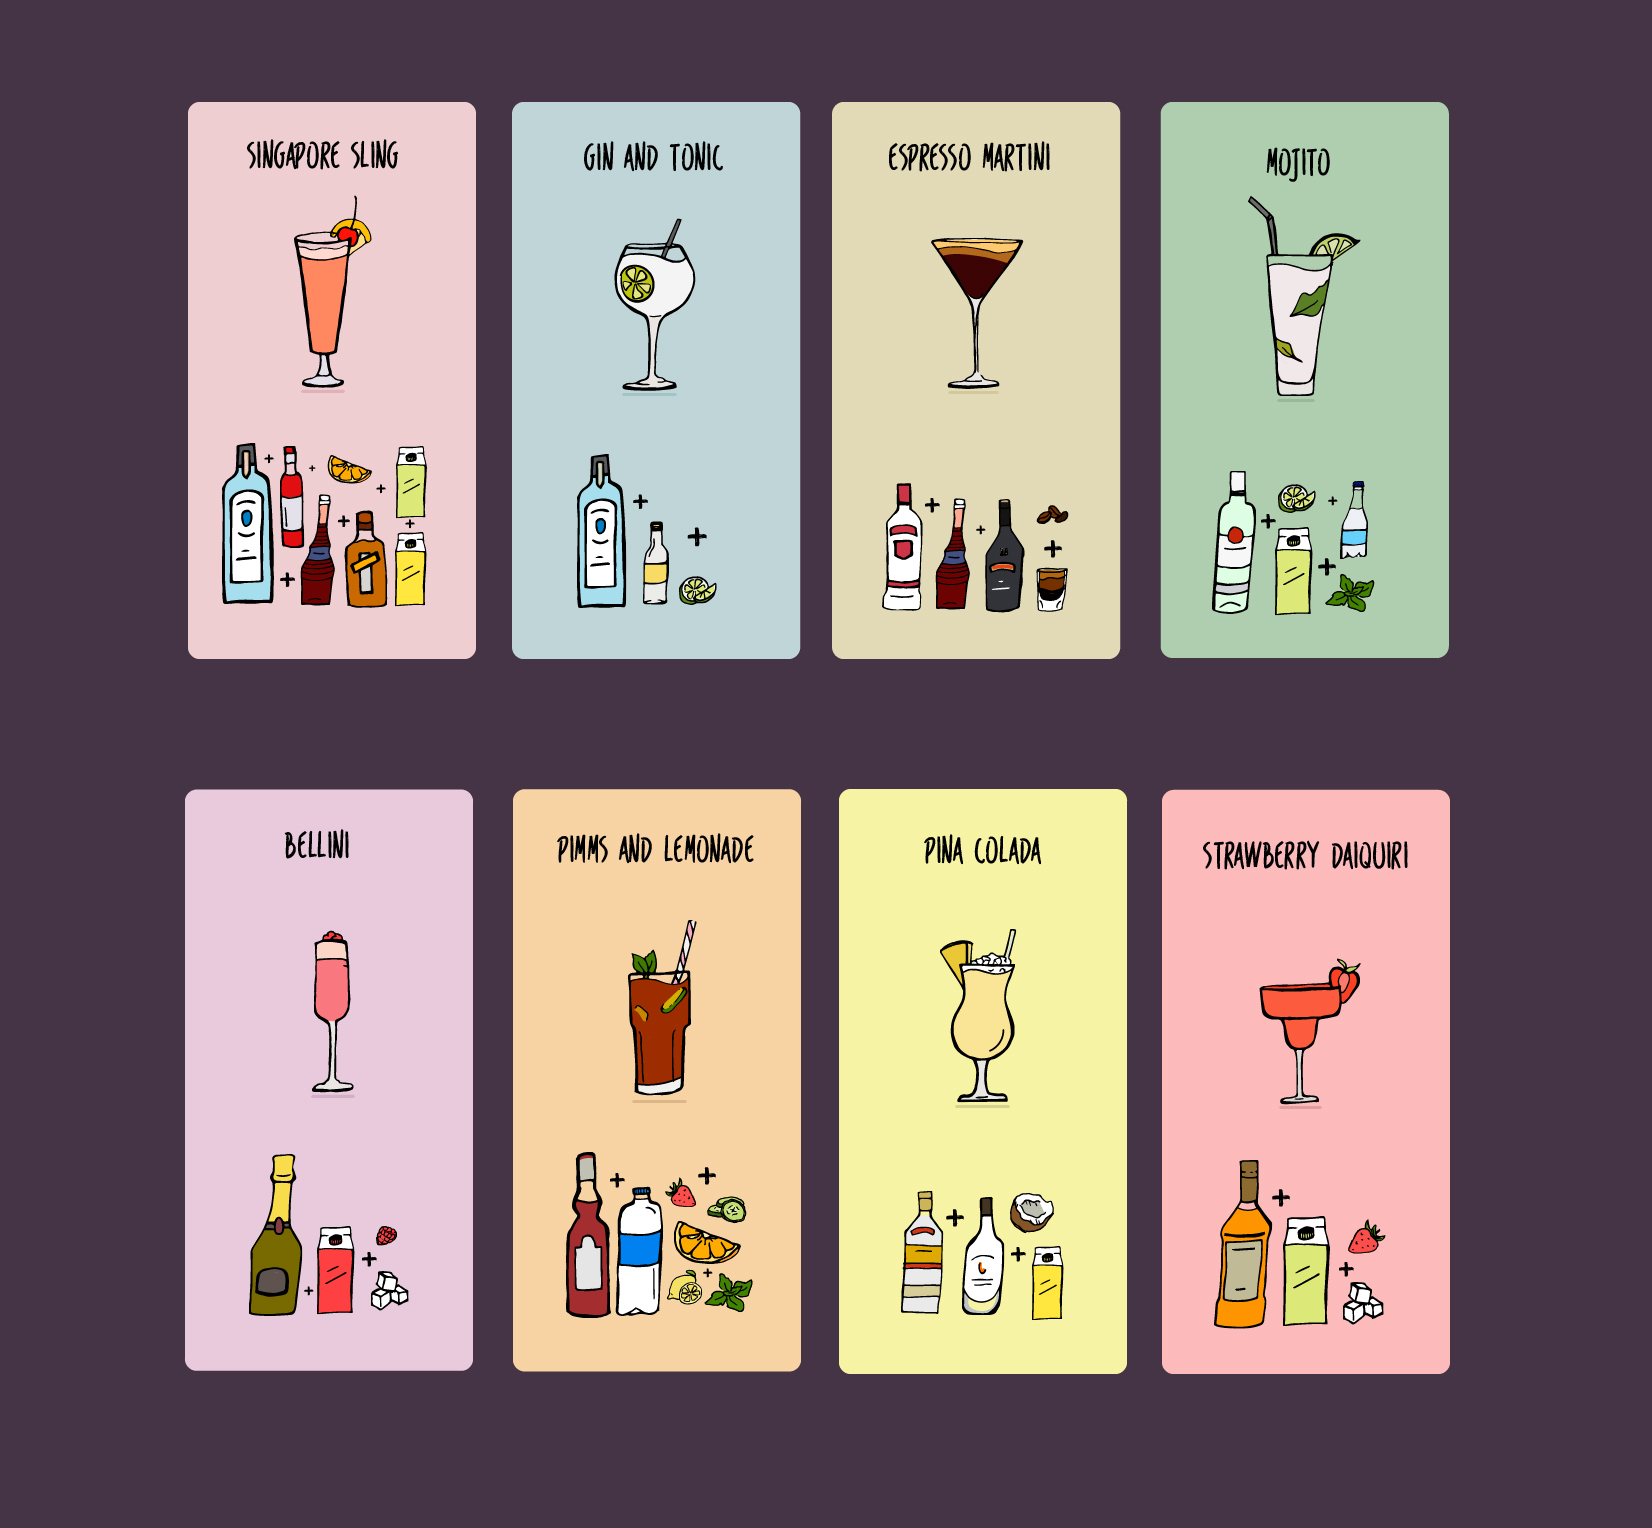 SINGAPORE SLING
GIN AND TONIC
ESPRESSO MARTINI
MOJITO
BELLINI
PIMMS AND LEMONADE
PINA COLADA
STRAWBERRY DAIQUIRI